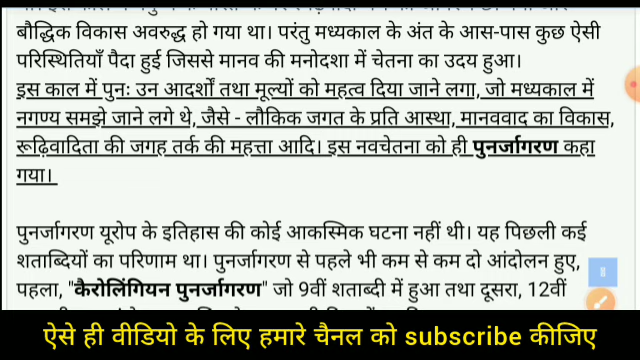 बौद्धिक विकास अवरुद्ध हो गया था। परंतु मध्यकाल के अंत के आस-पास कुछ ऐसी
परिस्थितियाँ पैदा हुई जिससे मानव की मनोदशा में चेतना का उदय हुआ।
इस काल में पुनः उन आदर्शों तथा मूल्यों को महत्व दिया जाने लगा, जो मध्यकाल में
नगण्य समझे जाने लगे थे, जैसे - लौकिक जगत के प्रति आस्था, मानववाद का विकास,
रूढ़िवादिता की जगह तर्क की महत्ता आदि। इस नवचेतना को ही पुनर्जागरण कहा
गया।
पुनर्जागरण यूरोप के इतिहास की कोई आकस्मिक घटना नहीं थी। यह पिछली कई
शताब्दियों का परिणाम था। पुनर्जागरण से पहले भी कम से कम दो आंदोलन हुए,
पहला, "कैरोलिंगियन पुनर्जागरण" जो 9वीं शताब्दी में हुआ तथा दूसरा, 12वीं
ऐसे ही वीडियो के लिए हमारे चैनल को subscribe कीजिए